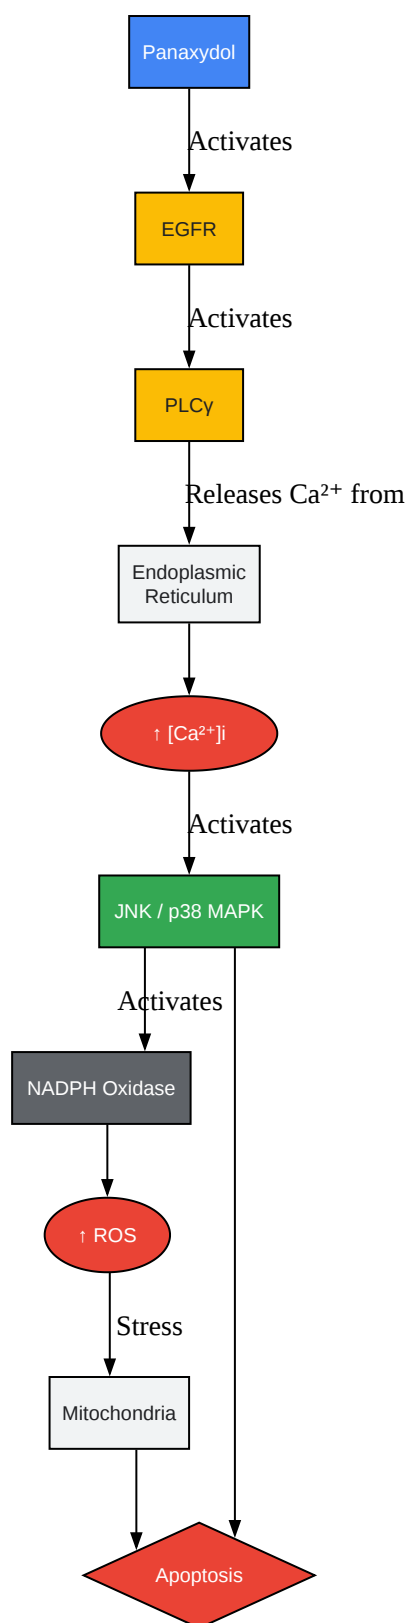 Panaxydol
Activates
EGFR
Activates
PLCγ
Releases Ca²⁺ from
Endoplasmic
Reticulum
↑ [Ca²⁺]i
Activates
JNK / p38 MAPK
Activates
NADPH Oxidase
↑ ROS
Stress
Mitochondria
Apoptosis